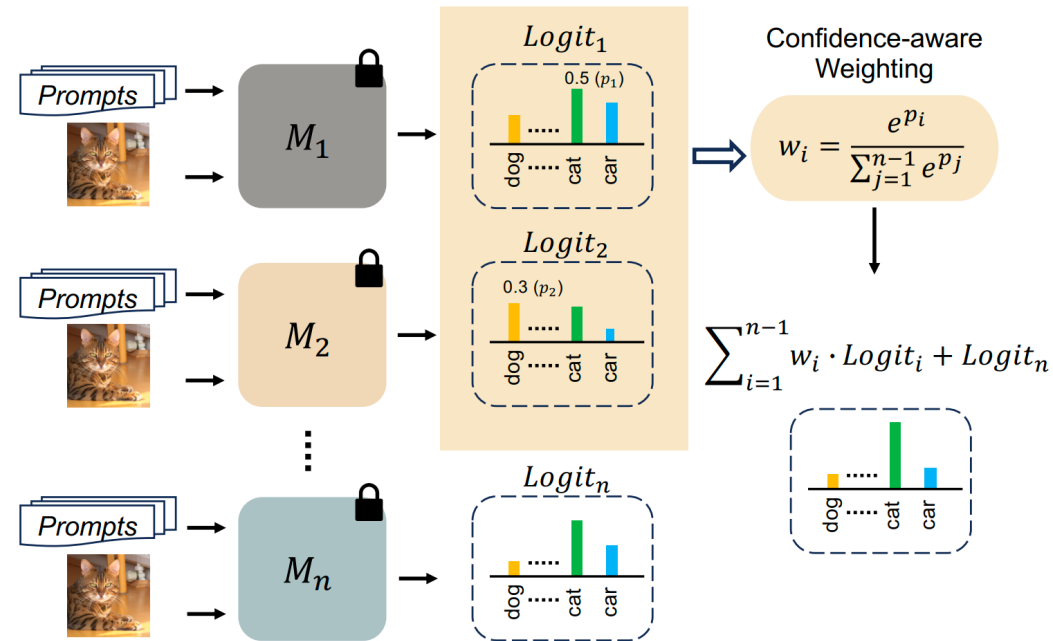 Prompts
M₁
Logit₁
0.5 (p₁)
dog ..... cat car
Confidence-aware
Weighting
wᵢ = e^{pᵢ} / ∑_{j=1}^{n-1} e^{pⱼ}
Prompts
M₂
Logit₂
0.3 (p₂)
dog ..... cat car
∑_{i=1}^{n-1} wᵢ · Logitᵢ + Logitₙ
dog ..... cat car
Prompts
Mₙ
Logitₙ
dog ..... cat car